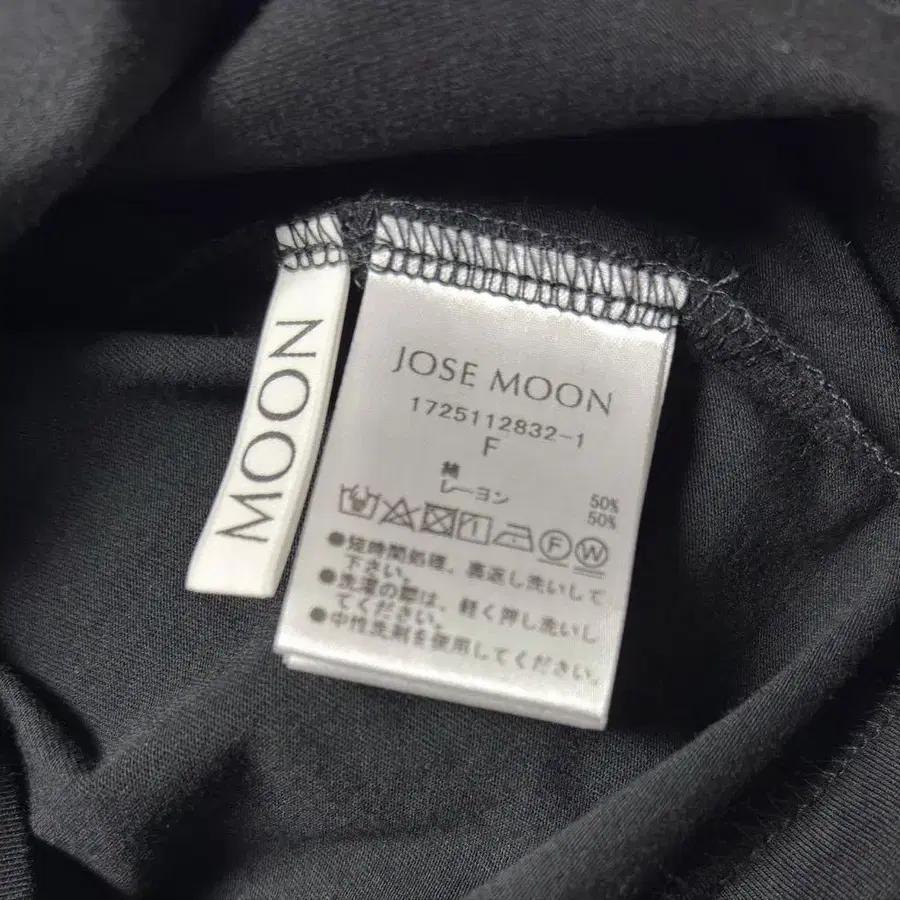 MOON
JOSE MOON
1725112832-1
F
綿 50%
レーヨン 50%
F W
●短時間処理、裏返し洗いして
下さい。
●洗濯の際は、軽く押し洗いし
てください。
●中性洗剤を使用してください。